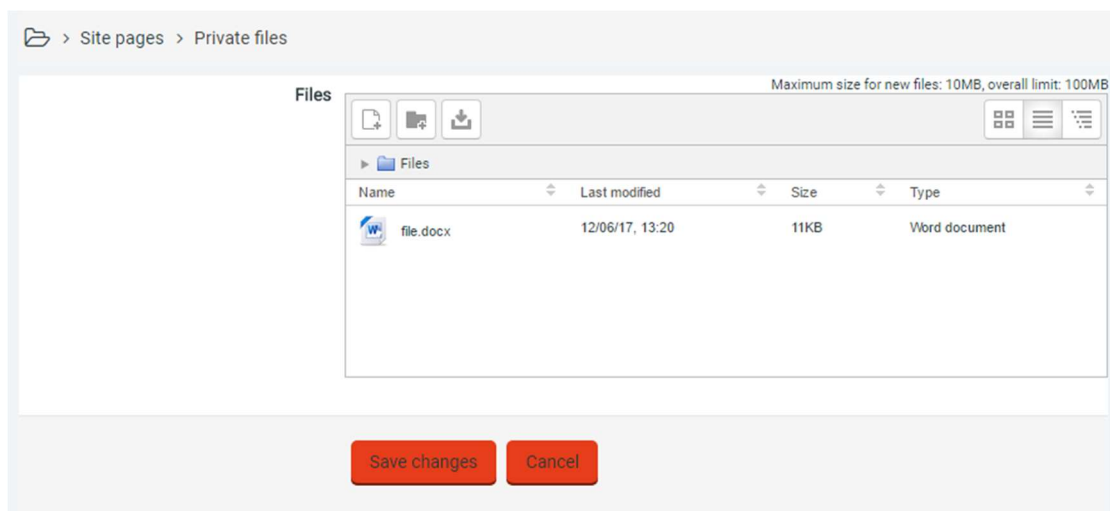 > Site pages > Private files
Maximum size for new files: 10MB, overall limit: 100MB
Files
Files
Name Last modified Size Type
file.docx 12/06/17, 13:20 11KB Word document
Save changes Cancel